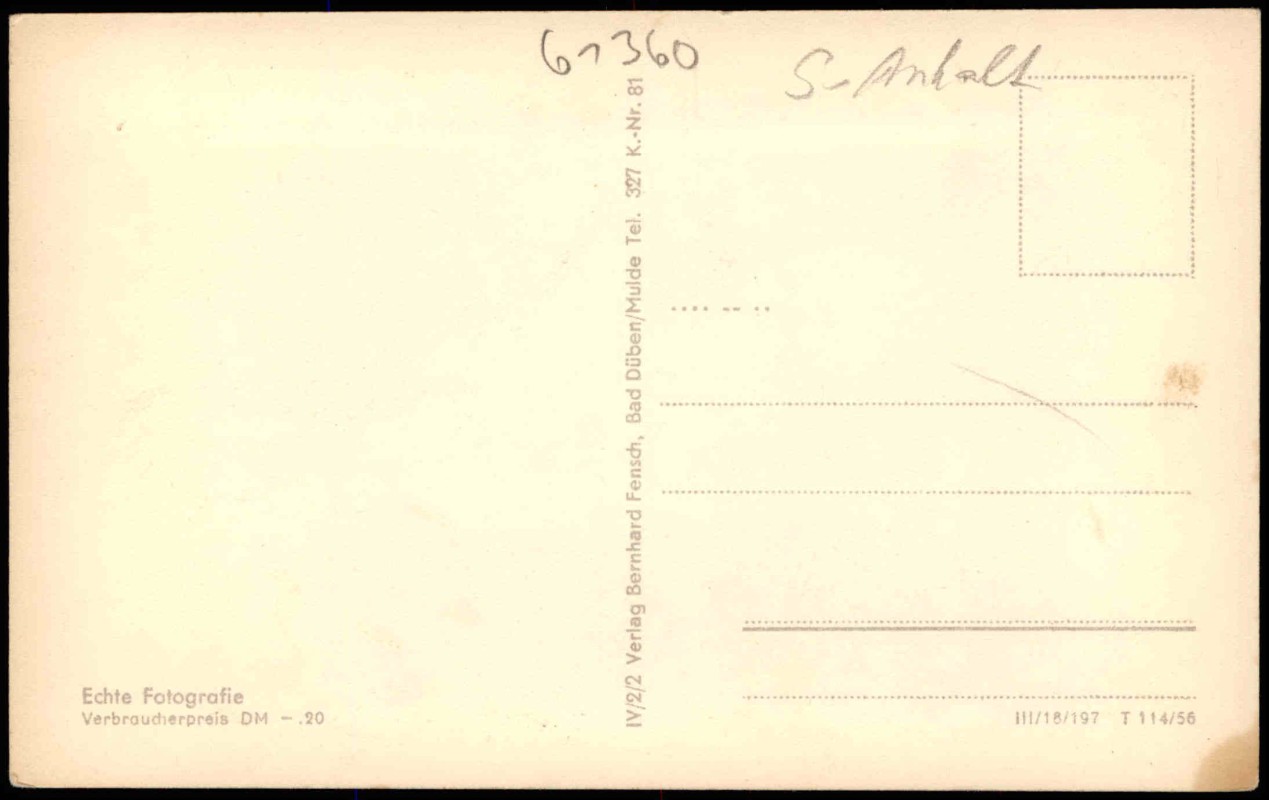 61360
S-Anhalt
IV/2/2 Verlag Bernhard Fensch, Bad Düben/Mulde Tel. 327 K.-Nr. 81
Echte Fotografie
Verbraucherpreis DM –.20
III/18/197 T 114/56